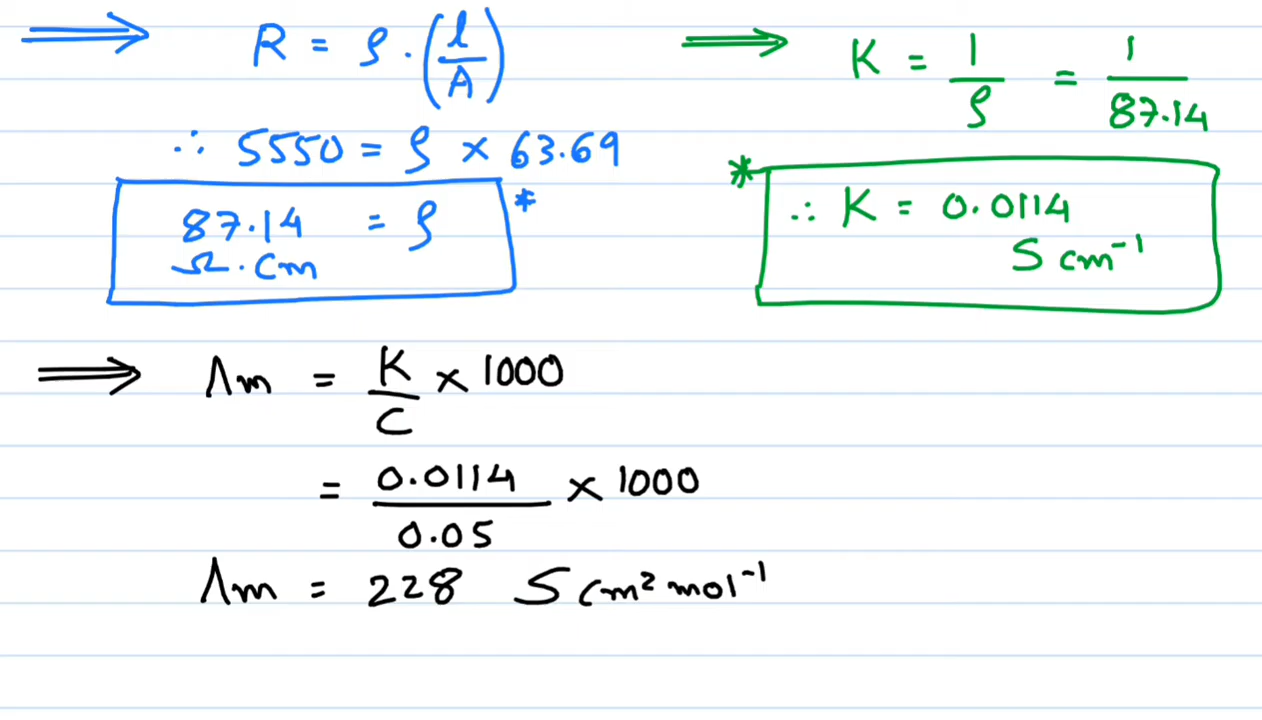 ⟹ R = ρ · (l/A)
∴ 5550 = ρ × 63.69
87.14 = ρ *
Ω · cm
⟹ K = 1/ρ = 1/87.14
* ∴ K = 0.0114
S cm⁻¹
⟹ Λm = K/C × 1000
= 0.0114/0.05 × 1000
Λm = 228 S cm² mol⁻¹